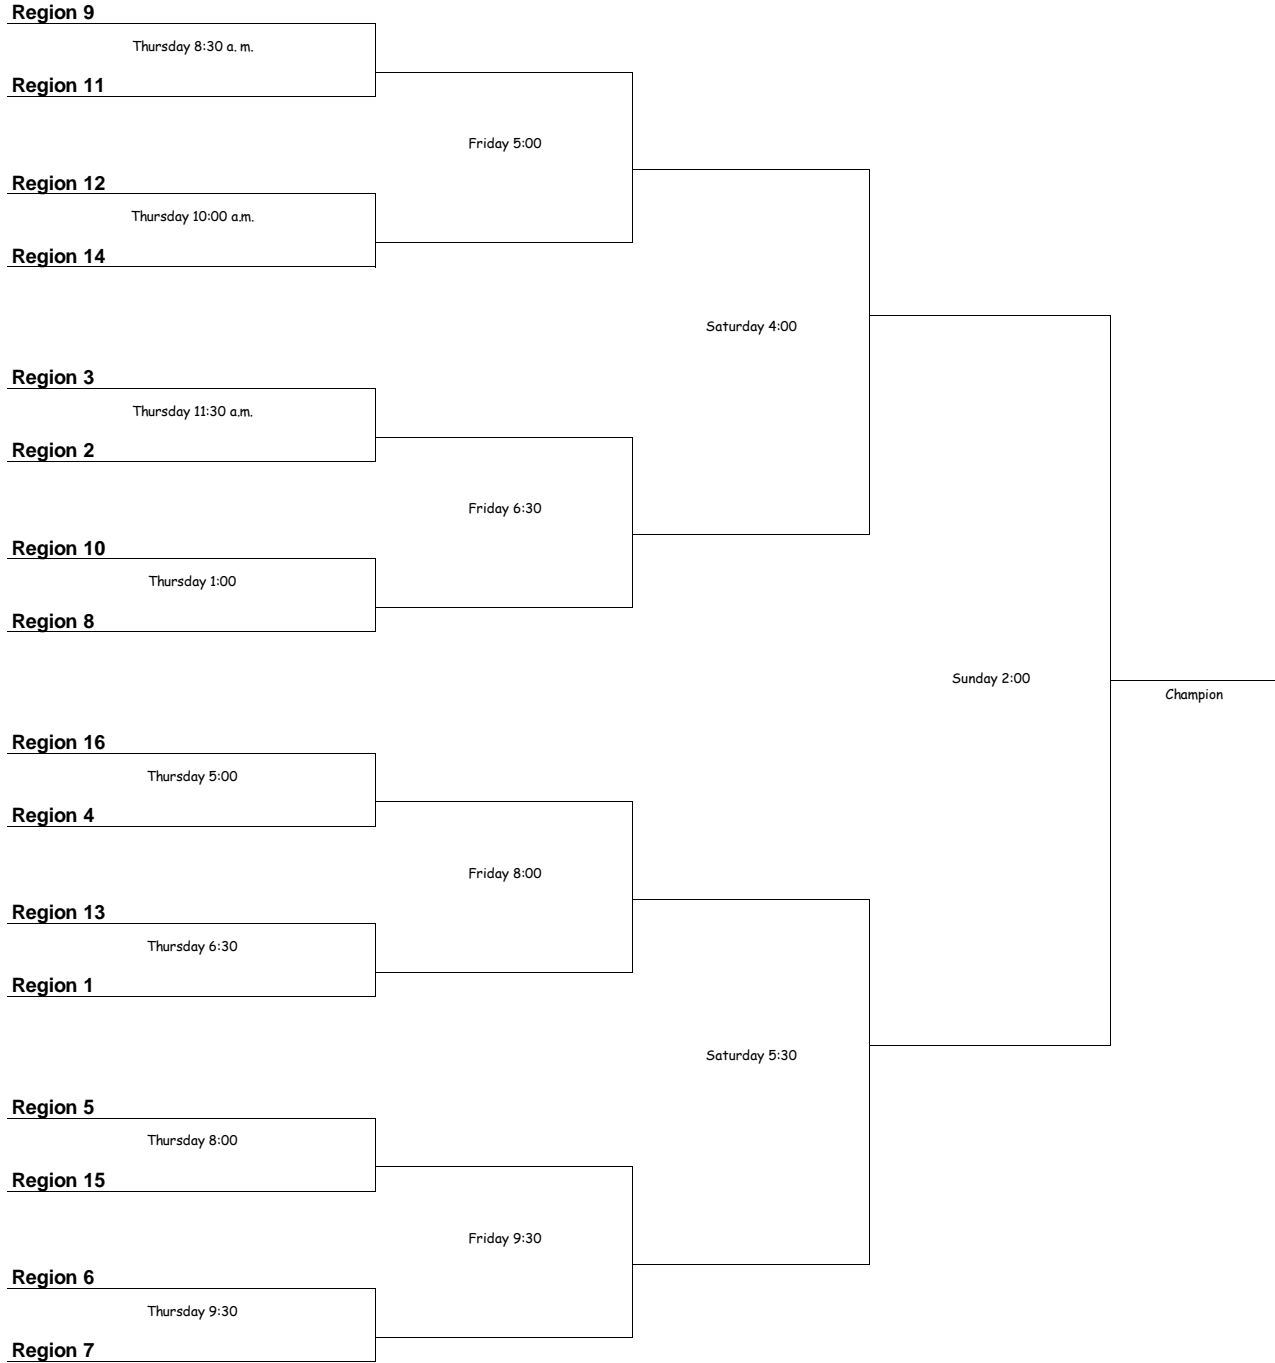 Region 9
Thursday 8:30 a. m.
Region 11
Friday 5:00
Region 12
Thursday 10:00 a.m.
Region 14
Saturday 4:00
Region 3
Thursday 11:30 a.m.
Region 2
Friday 6:30
Region 10
Thursday 1:00
Region 8
Sunday 2:00
Champion
Region 16
Thursday 5:00
Region 4
Friday 8:00
Region 13
Thursday 6:30
Region 1
Saturday 5:30
Region 5
Thursday 8:00
Region 15
Friday 9:30
Region 6
Thursday 9:30
Region 7